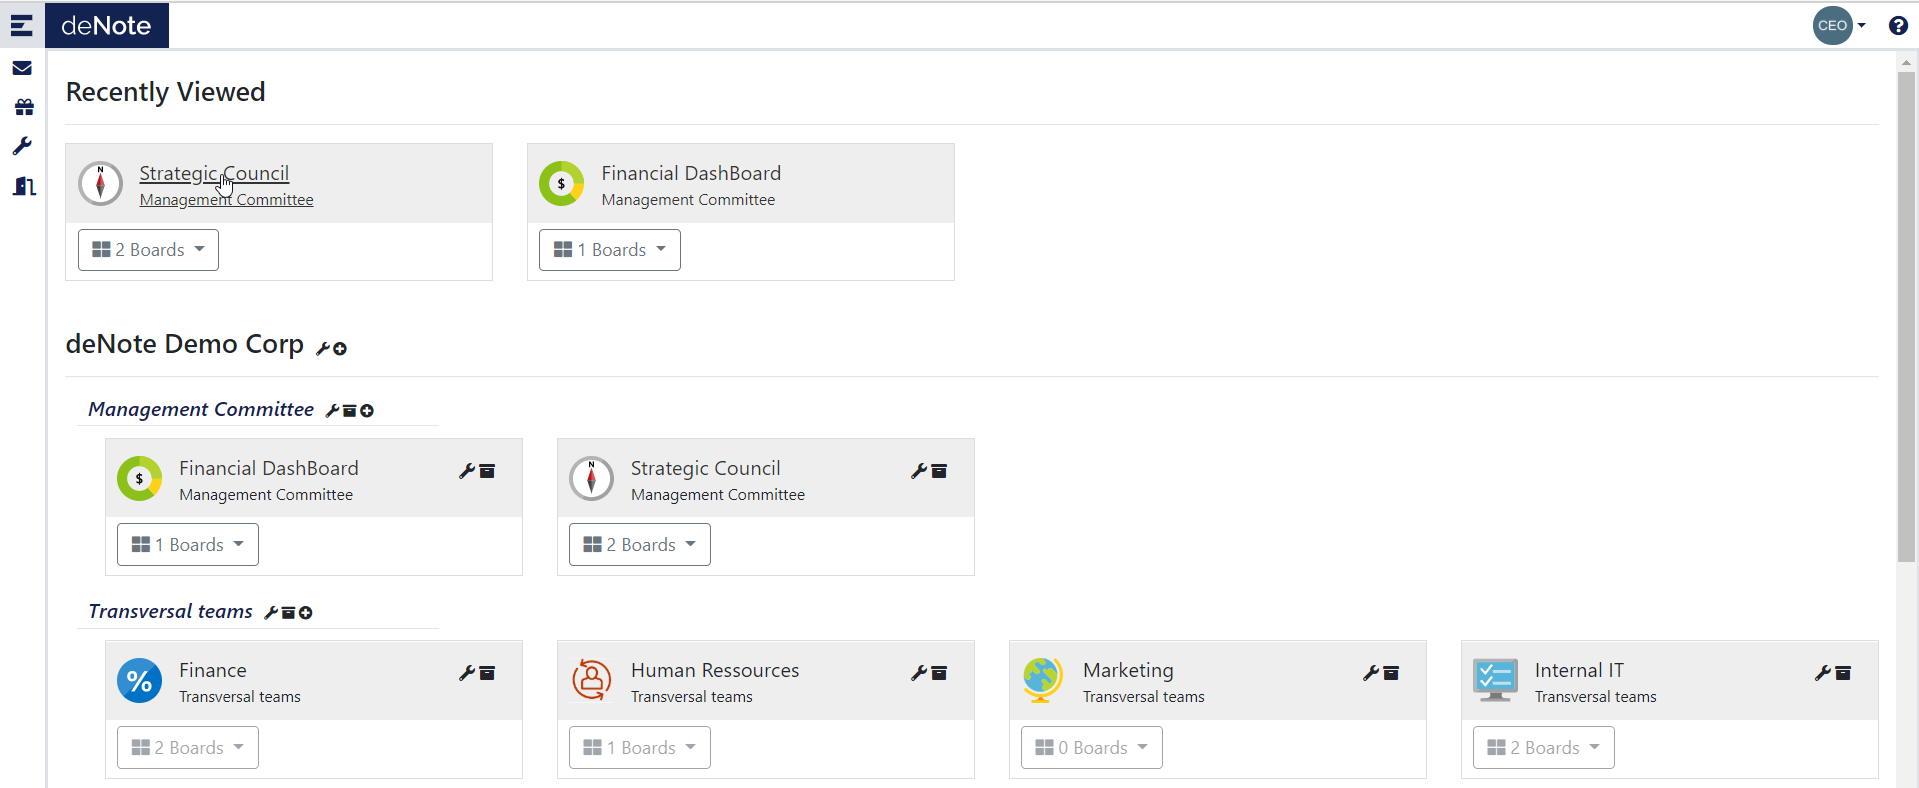 deNote
CEO
Recently Viewed
N
Strategic Council
Management Committee
2 Boards
$
Financial DashBoard
Management Committee
1 Boards
deNote Demo Corp
Management Committee
$
Financial DashBoard
Management Committee
1 Boards
N
Strategic Council
Management Committee
2 Boards
Transversal teams
%
Finance
Transversal teams
2 Boards
Human Ressources
Transversal teams
1 Boards
Marketing
Transversal teams
0 Boards
Internal IT
Transversal teams
2 Boards